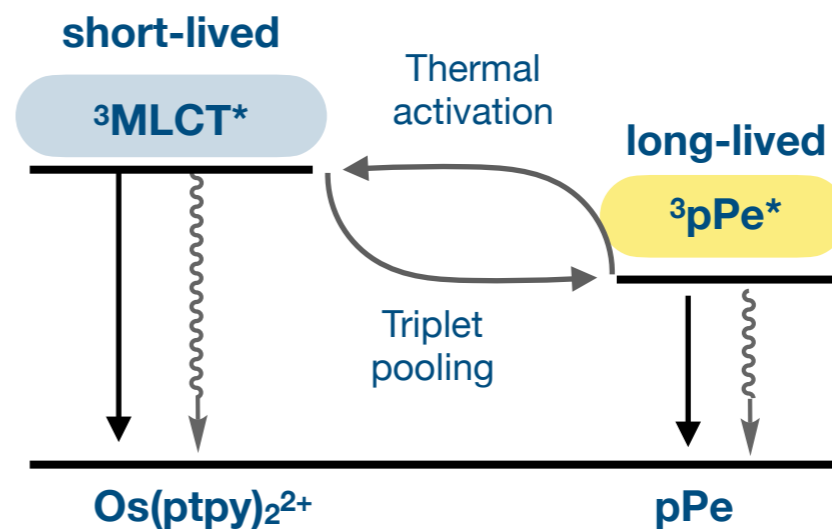 short-lived
³MLCT*
Thermal
activation
long-lived
³pPe*
Triplet
pooling
Os(ptpy)₂²⁺
pPe